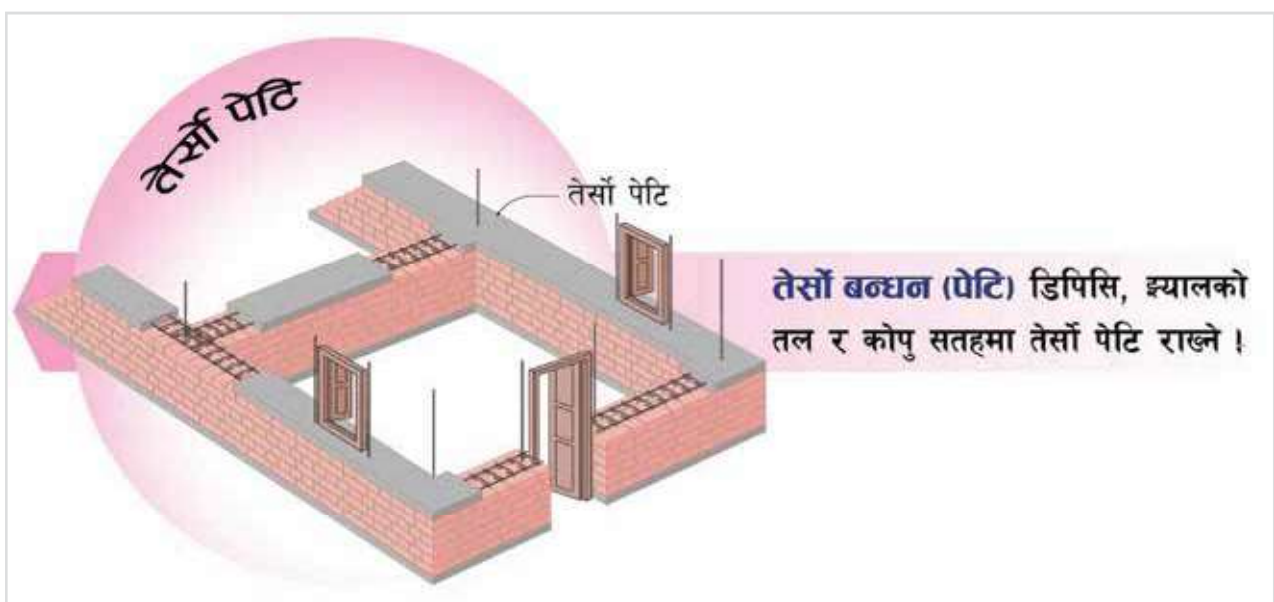 तेर्सो पेटि
तेर्सो पेटि
तेर्सो बन्धन (पेटि) डिपिसि, झ्यालको
तल र कोपु सतहमा तेर्सो पेटि राख्ने !